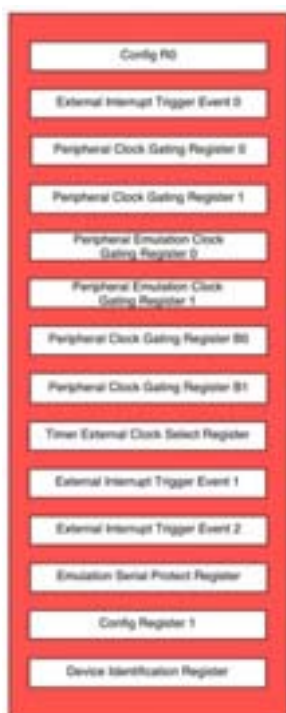 Config R0
External Interrupt Trigger Event 0
Peripheral Clock Gating Register 0
Peripheral Clock Gating Register 1
Peripheral Emulation Clock
Gating Register 0
Peripheral Emulation Clock
Gating Register 1
Peripheral Clock Gating Register B0
Peripheral Clock Gating Register B1
Timer External Clock Select Register
External Interrupt Trigger Event 1
External Interrupt Trigger Event 2
Emulation Serial Protect Register
Config Register 1
Device Identification Register